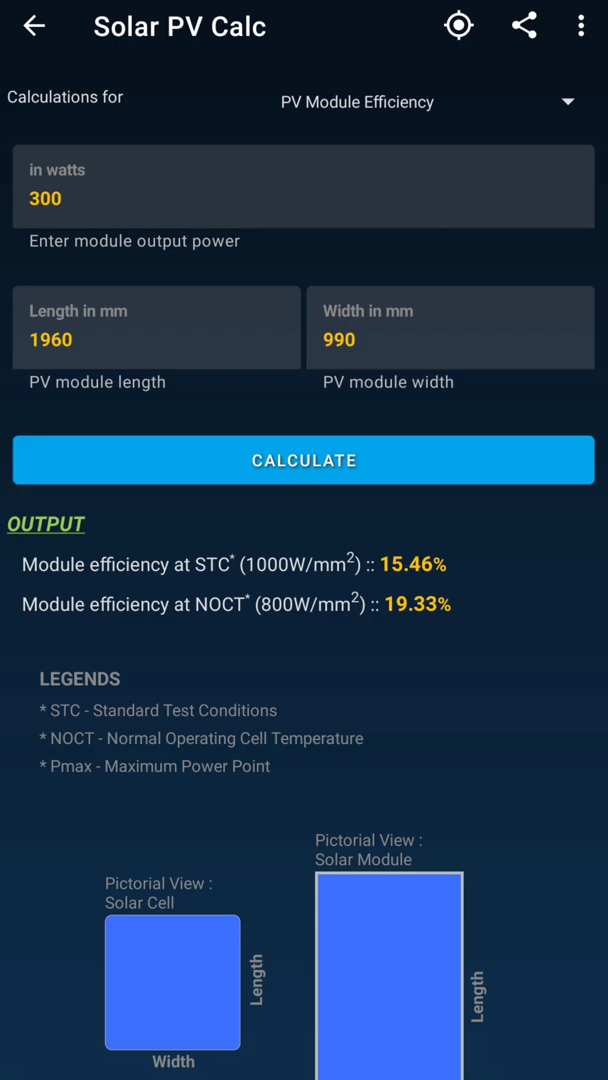 Solar PV Calc
Calculations for
PV Module Efficiency
in watts
300
Enter module output power
Length in mm
1960
PV module length
Width in mm
990
PV module width
CALCULATE
OUTPUT
Module efficiency at STC* (1000W/mm²) :: 15.46%
Module efficiency at NOCT* (800W/mm²) :: 19.33%
LEGENDS
* STC - Standard Test Conditions
* NOCT - Normal Operating Cell Temperature
* Pmax - Maximum Power Point
Pictorial View :
Solar Cell
Length
Width
Pictorial View :
Solar Module
Length